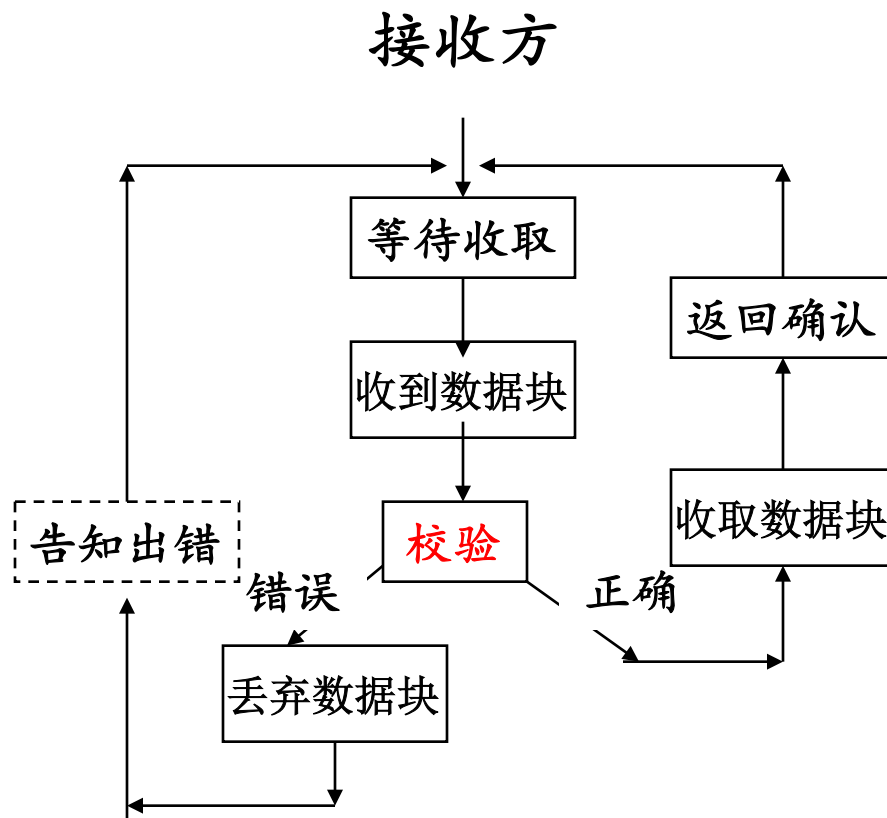 接收方
等待收取
返回确认
收到数据块
收取数据块
告知出错
校验
错误
正确
丢弃数据块